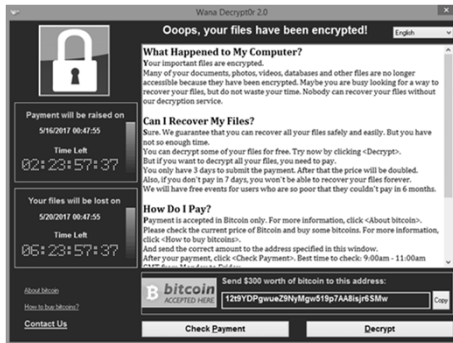 Wana Decrypt0r 2.0
Ooops, your files have been encrypted!
English
Payment will be raised on
5/16/2017 00:47:55
Time Left
02:23:57:37
Your files will be lost on
5/20/2017 00:47:55
Time Left
06:23:57:37
About bitcoin
How to buy bitcoins?
Contact Us
What Happened to My Computer?
Your important files are encrypted.
Many of your documents, photos, videos, databases and other files are no longer
accessible because they have been encrypted. Maybe you are busy looking for a way to
recover your files, but do not waste your time. Nobody can recover your files without
our decryption service.
Can I Recover My Files?
Sure. We guarantee that you can recover all your files safely and easily. But you have
not so enough time.
You can decrypt some of your files for free. Try now by clicking <Decrypt>.
But if you want to decrypt all your files, you need to pay.
You only have 3 days to submit the payment. After that the price will be doubled.
Also, if you don't pay in 7 days, you won't be able to recover your files forever.
We will have free events for users who are so poor that they couldn't pay in 6 months.
How Do I Pay?
Payment is accepted in Bitcoin only. For more information, click <About bitcoin>.
Please check the current price of Bitcoin and buy some bitcoins. For more information,
click <How to buy bitcoins>.
And send the correct amount to the address specified in this window.
After your payment, click <Check Payment>. Best time to check: 9:00am - 11:00am
GMT from Monday to Friday.
bitcoin
ACCEPTED HERE
Send $300 worth of bitcoin to this address:
12t9YDPgwueZ9NyMgw519p7AA8isjr6SMw
Copy
Check Payment
Decrypt